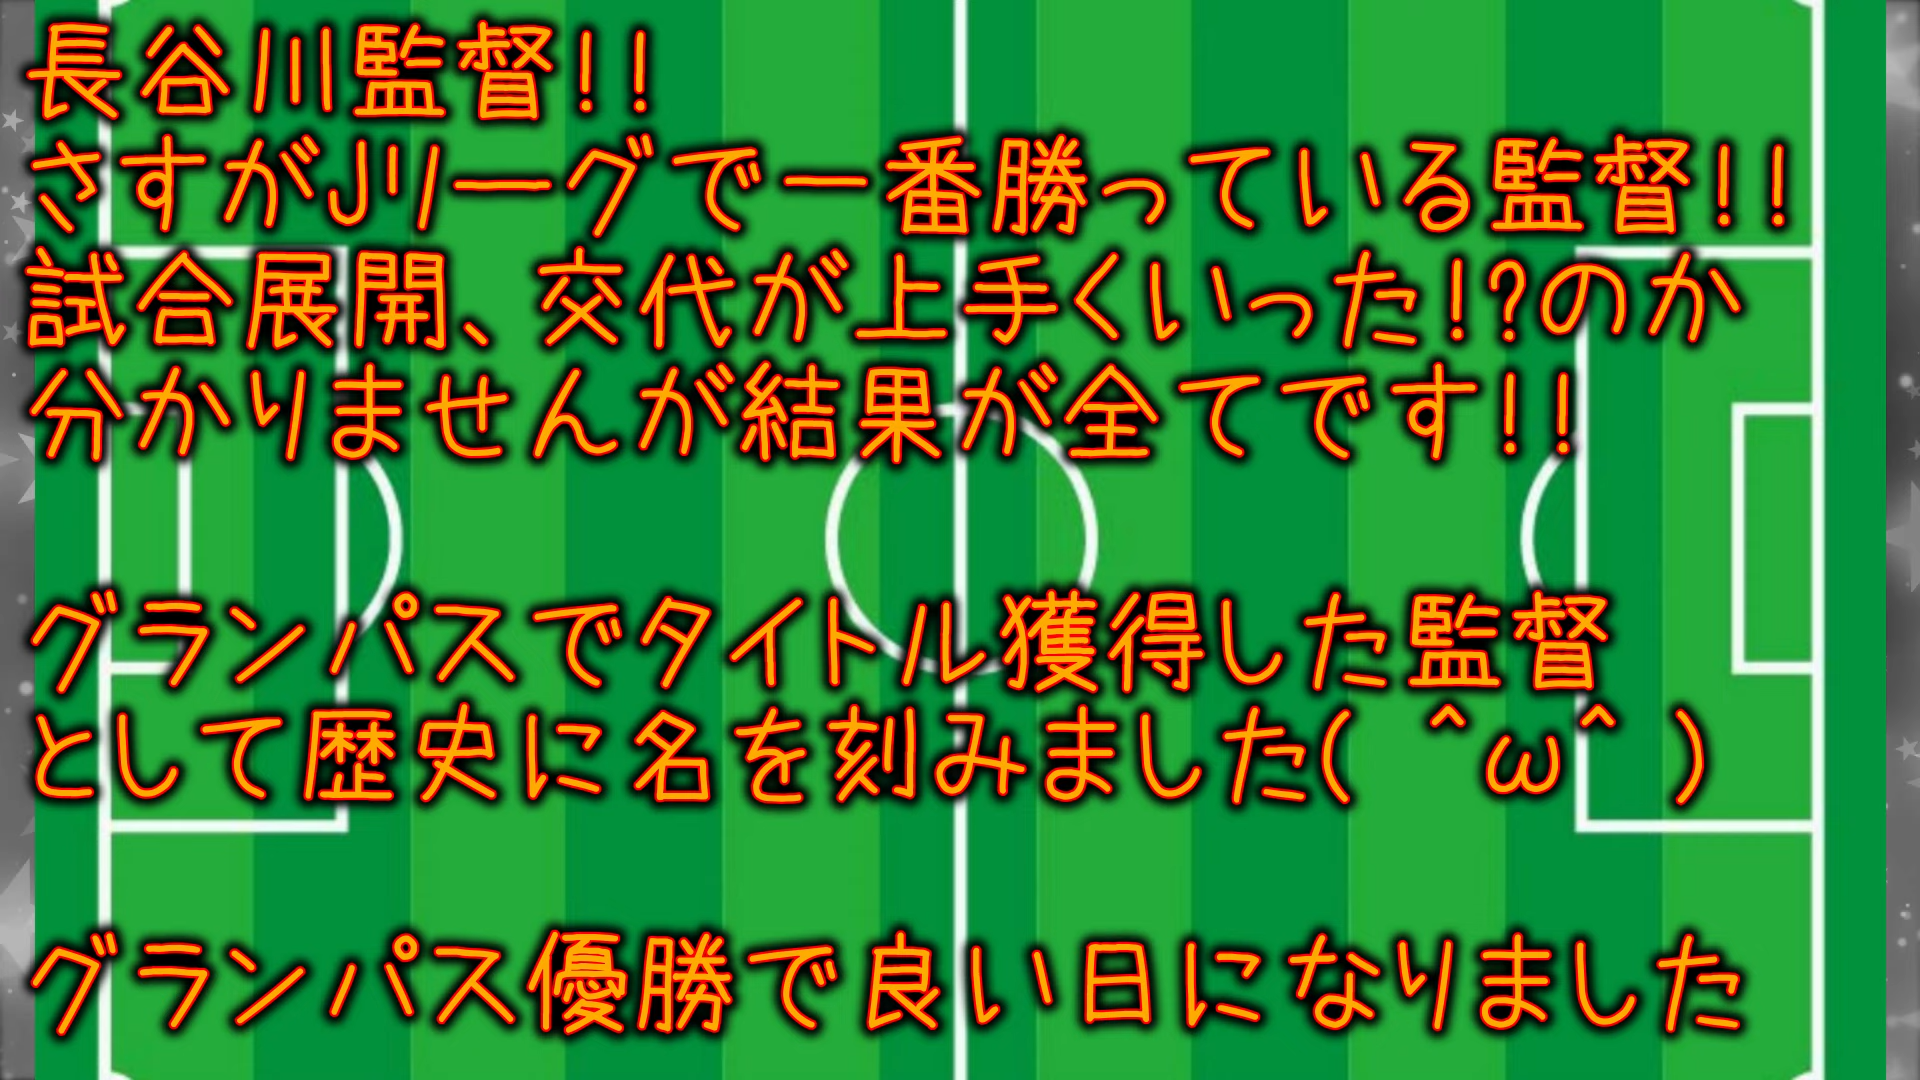 長谷川監督!!
さすがJリーグで一番勝っている監督!!
試合展開、交代が上手くいった!?のか
分かりませんが結果が全てです!!
グランパスでタイトル獲得した監督
として歴史に名を刻みました( ^ω^ )
グランパス優勝で良い日になりました